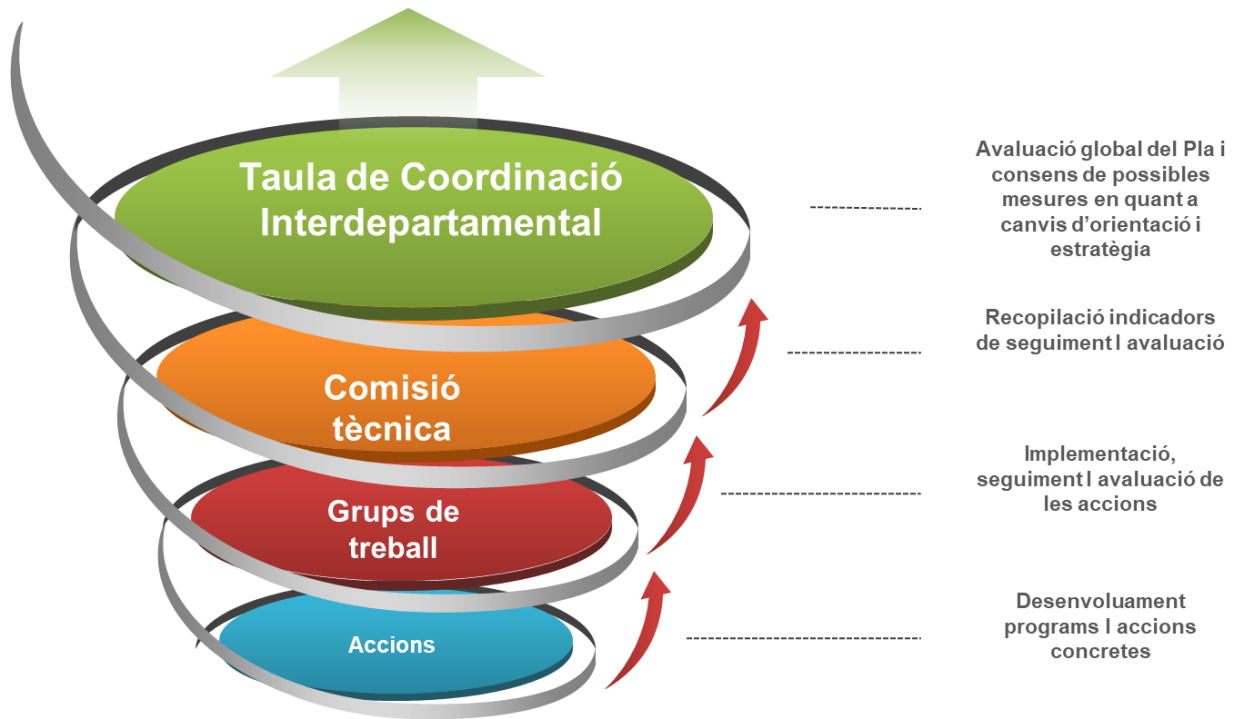 Taula de Coordinació
Interdepartamental
Avaluació global del Pla i
consens de possibles
mesures en quant a
canvis d’orientació i
estratègia
Comisió
tècnica
Recopilació indicadors
de seguiment I avaluació
Grups de
treball
Implementació,
seguiment I avaluació de
les accions
Accions
Desenvoluament
programs I accions
concretes